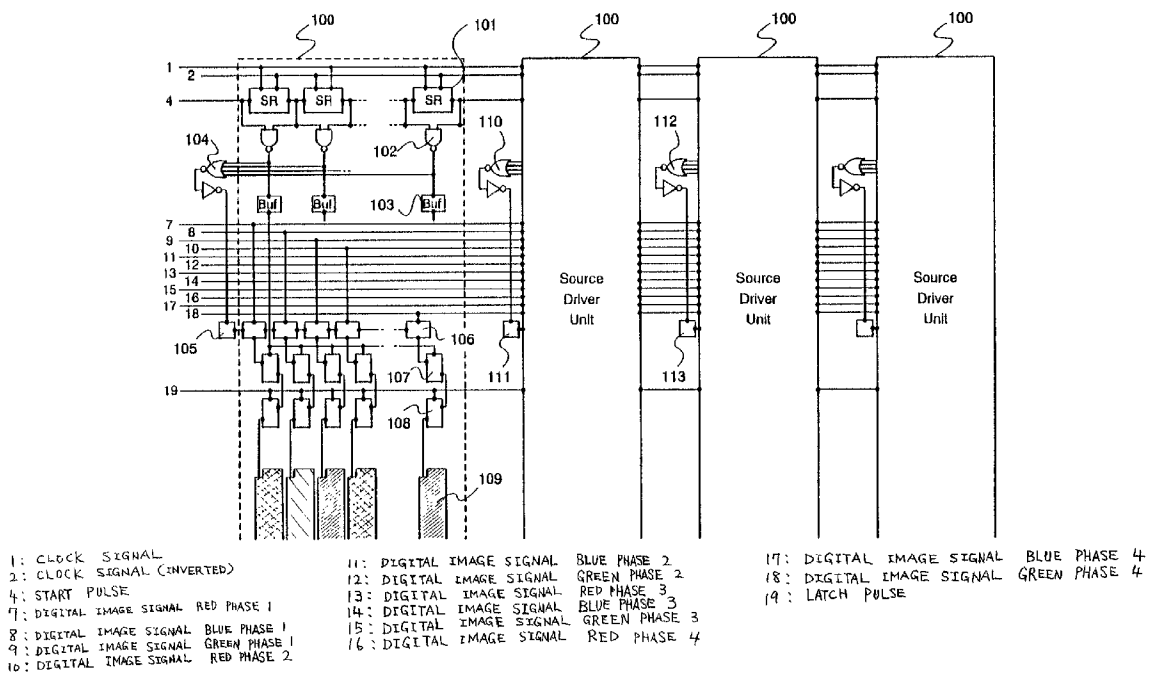 100
100
100
100
101
1
2
4
SR
SR
SR
104
102
110
112
Buf
Buf
103
Buf
7
8
9
10
11
12
13
14
15
16
17
18
Source
Driver
Unit
Source
Driver
Unit
Source
Driver
Unit
105
106
107
111
113
19
108
109
1: CLOCK SIGNAL
2: CLOCK SIGNAL (INVERTED)
4: START PULSE
7: DIGITAL IMAGE SIGNAL RED PHASE 1
8: DIGITAL IMAGE SIGNAL BLUE PHASE 1
9: DIGITAL IMAGE SIGNAL GREEN PHASE 1
10: DIGITAL IMAGE SIGNAL RED PHASE 2
11: DIGITAL IMAGE SIGNAL BLUE PHASE 2
12: DIGITAL IMAGE SIGNAL GREEN PHASE 2
13: DIGITAL IMAGE SIGNAL RED PHASE 3
14: DIGITAL IMAGE SIGNAL BLUE PHASE 3
15: DIGITAL IMAGE SIGNAL GREEN PHASE 3
16: DIGITAL IMAGE SIGNAL RED PHASE 4
17: DIGITAL IMAGE SIGNAL BLUE PHASE 4
18: DIGITAL IMAGE SIGNAL GREEN PHASE 4
19: LATCH PULSE